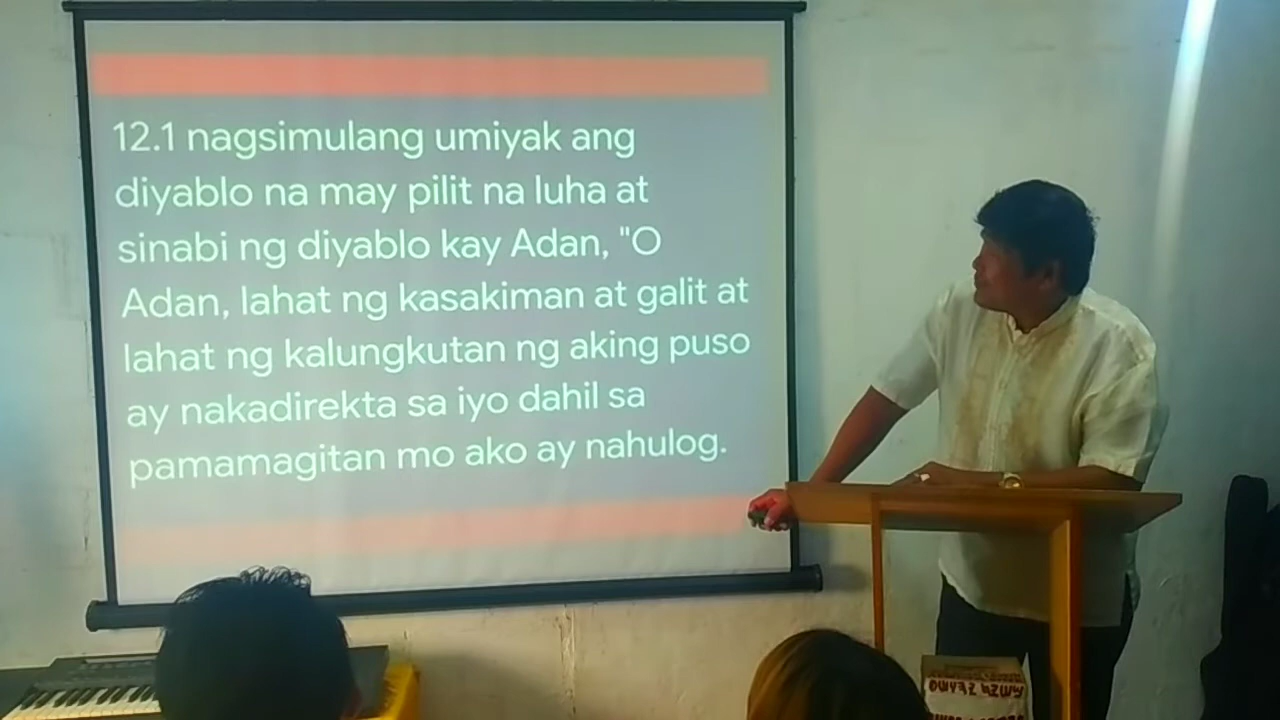 12.1 nagsimulang umiyak ang
diyablo na may pilit na luha at
sinabi ng diyablo kay Adan, "O
Adan, lahat ng kasakiman at galit at
lahat ng kalungkutan ng aking puso
ay nakadirekta sa iyo dahil sa
pamamagitan mo ako ay nahulog.